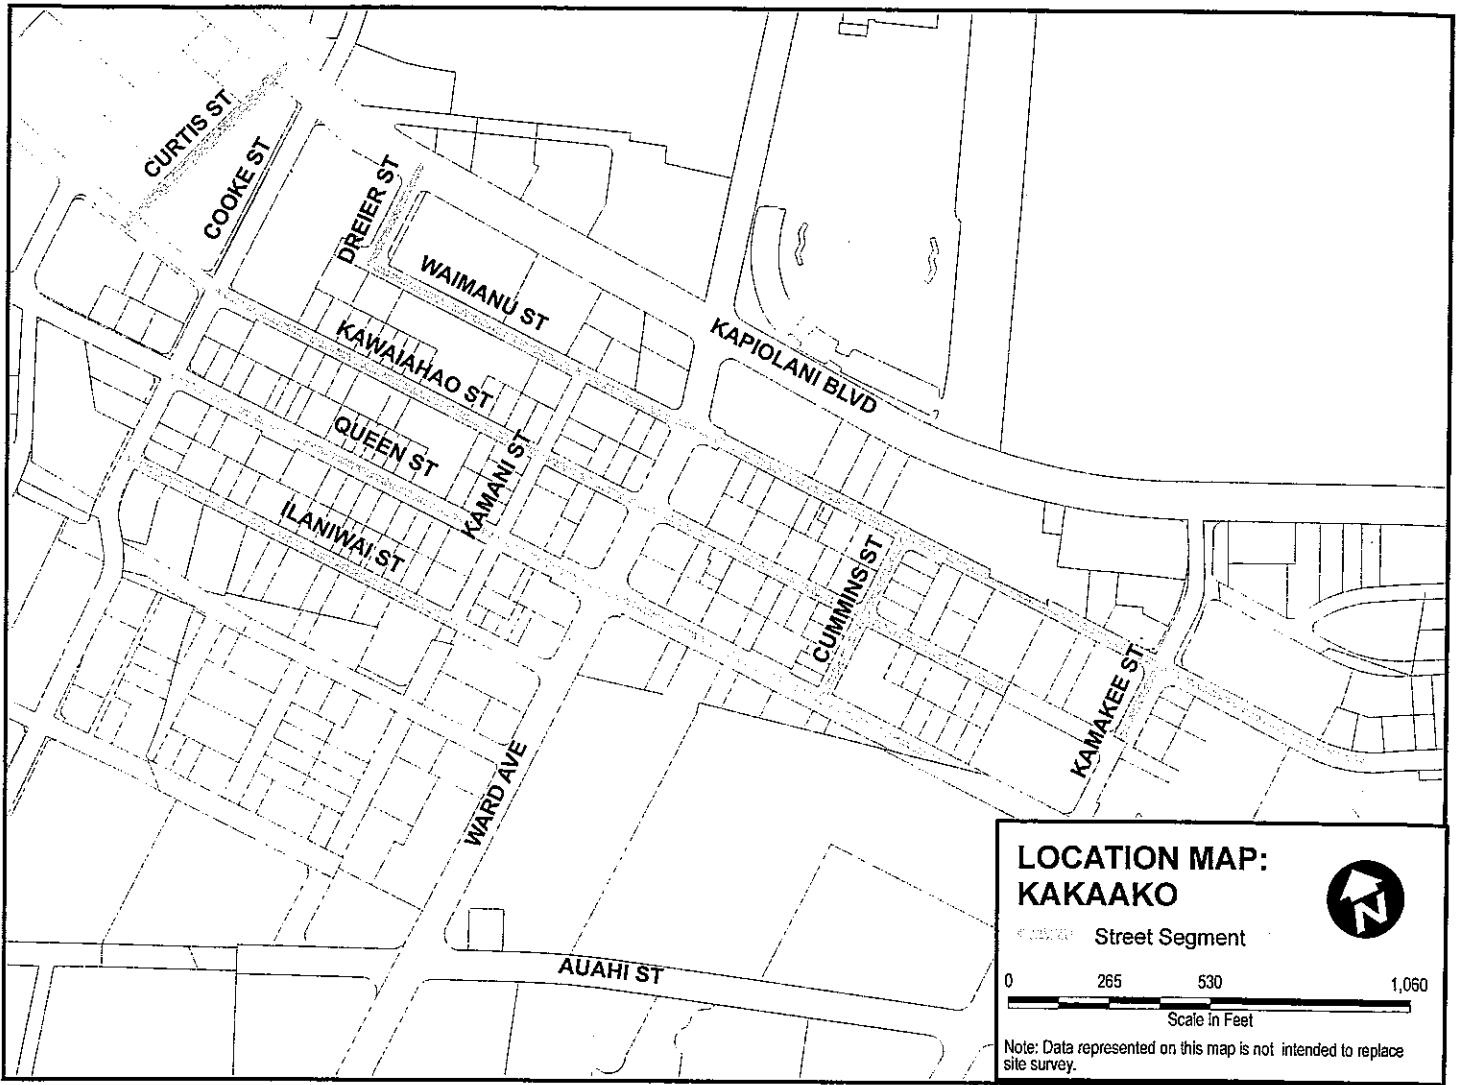 CURTIS ST
COOKE ST
DREIER ST
WAIMANU ST
KAWAIAHAO ST
KAPIOLANI BLVD
QUEEN ST
KAMANI ST
ILANIWAI ST
CUMMINS ST
KAMAKEE ST
WARD AVE
AUAHI ST
LOCATION MAP:
KAKAAKO
N
Street Segment
0 265 530 1,060
Scale in Feet
Note: Data represented on this map is not intended to replace
site survey.